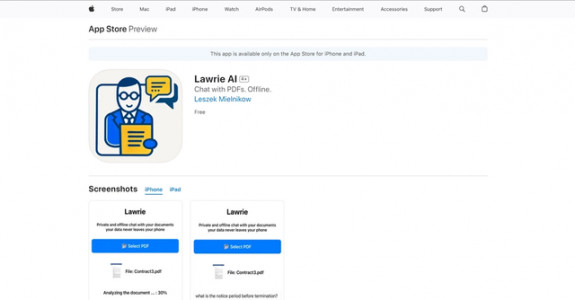 Store Mac iPad iPhone Watch AirPods TV & Home Entertainment Accessories Support
App Store Preview
This app is available only on the App Store for iPhone and iPad.
Lawrie AI 4+
Chat with PDFs. Offline.
Leszek Mielnikow
Free
Screenshots iPhone iPad
Lawrie
Private and offline chat with your documents
your data never leaves your phone
Select PDF
File: Contract3.pdf
Analyzing the document ... : 30%
Lawrie
Private and offline chat with your documents
your data never leaves your phone
Select PDF
File: Contract3.pdf
what is the notice period before termination?